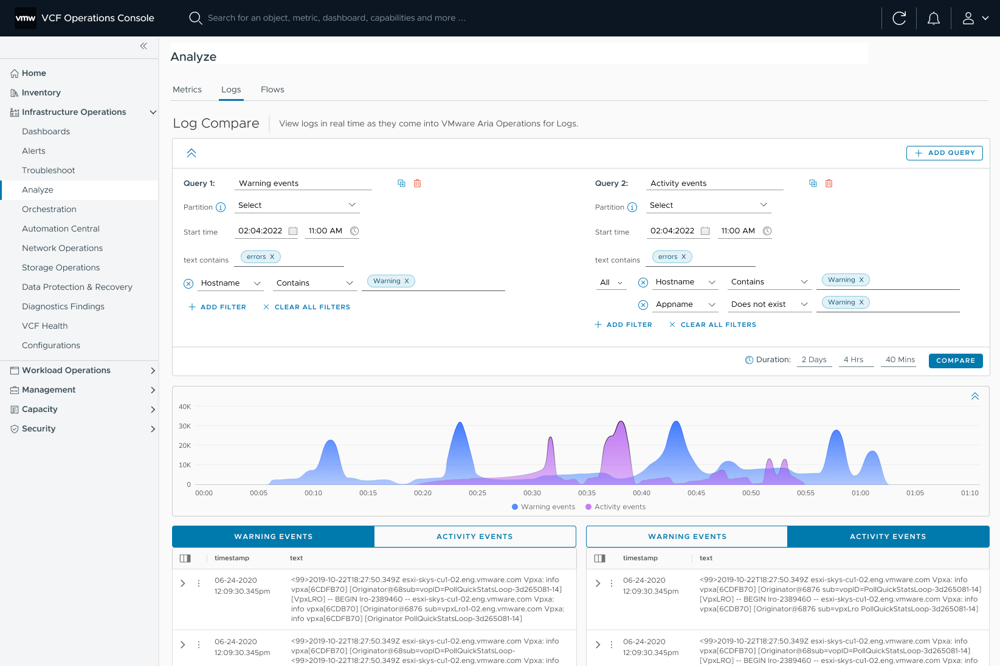 vmw VCF Operations Console
Search for an object, metric, dashboard, capabilities and more ...
Home
Inventory
Infrastructure Operations
Dashboards
Alerts
Troubleshoot
Analyze
Orchestration
Automation Central
Network Operations
Storage Operations
Data Protection & Recovery
Diagnostics Findings
VCF Health
Configurations
Workload Operations
Management
Capacity
Security
Analyze
Metrics Logs Flows
Log Compare View logs in real time as they come into VMware Aria Operations for Logs.
ADD QUERY
Query 1: Warning events
Partition Select
Start time 02:04:2022 11:00 AM
text contains errors X
Hostname Contains Warning X
ADD FILTER CLEAR ALL FILTERS
Query 2: Activity events
Partition Select
Start time 02:04:2022 11:00 AM
text contains errors X
All Hostname Contains Warning X
Appname Does not exist Warning X
ADD FILTER CLEAR ALL FILTERS
Duration: 2 Days 4 Hrs 40 Mins COMPARE
40K
30K
20K
10K
0
00:00 00:05 00:10 00:15 00:20 00:25 00:30 00:35 00:40 00:45 00:50 00:55 01:00 01:05 01:10
Warning events Activity events
WARNING EVENTS ACTIVITY EVENTS
timestamp text
06-24-2020
12:09:30.345pm
<99>2019-10-22T18:27:50.349Z esxi-skys-cu1-02.eng.vmware.com Vpxa: info
vpxa[6CDFB70] [Originator@68sub=vopID=PollQuickStatsLoop-3d265081-14]
[VpxLRO] -- BEGIN lro-2389460 -- esxi-skys-cu1-02.eng.vmware.com Vpxa:
info vpxa[6CDB70] [Originator@6876 sub=vpxLro1-02.eng.vmware.com Vpxa:
info vpxa[6CDFB70] [Originator PollQuickStatsLoop-3d265081-14]
06-24-2020
12:09:30.345pm
<99>2019-10-22T18:27:50.349Z esxi-skys-cu1-02.eng.vmware.com Vpxa: info
vpxa[6CDFB70] [Originator@68sub=vopID=PollQuickStatsLoop-
<99>2019-10-22T18:27:50.349Z esxi-skys-cu1-02.eng.vmware.com Vpxa: info
WARNING EVENTS ACTIVITY EVENTS
timestamp text
06-24-2020
12:09:30.345pm
<99>2019-10-22T18:27:50.349Z esxi-skys-cu1-02.eng.vmware.com Vpxa: info
vpxa[6CDFB70] [Originator@6876 sub=vopID=PollQuickStatsLoop-3d265081-14]
[VpxLRO] -- BEGIN lro-2389460 -- esxi-skys-cu1-02.eng.vmware.com Vpxa: info
vpxa[6CDB70] [Originator@6876 sub=vpxLro PollQuickStatsLoop-3d265081-14]
06-24-2020
12:09:30.345pm
<99>2019-10-22T18:27:50.349Z esxi-skys-cu1-02.eng.vmware.com Vpxa: info
vpxa[6CDFB70] [Originator@68sub=vopID=PollQuickStatsLoop-3d265081-14]
[VpxLRO] -- BEGIN lro-2389460 -- esxi-skys-cu1-02.eng.vmware.com Vpxa: info